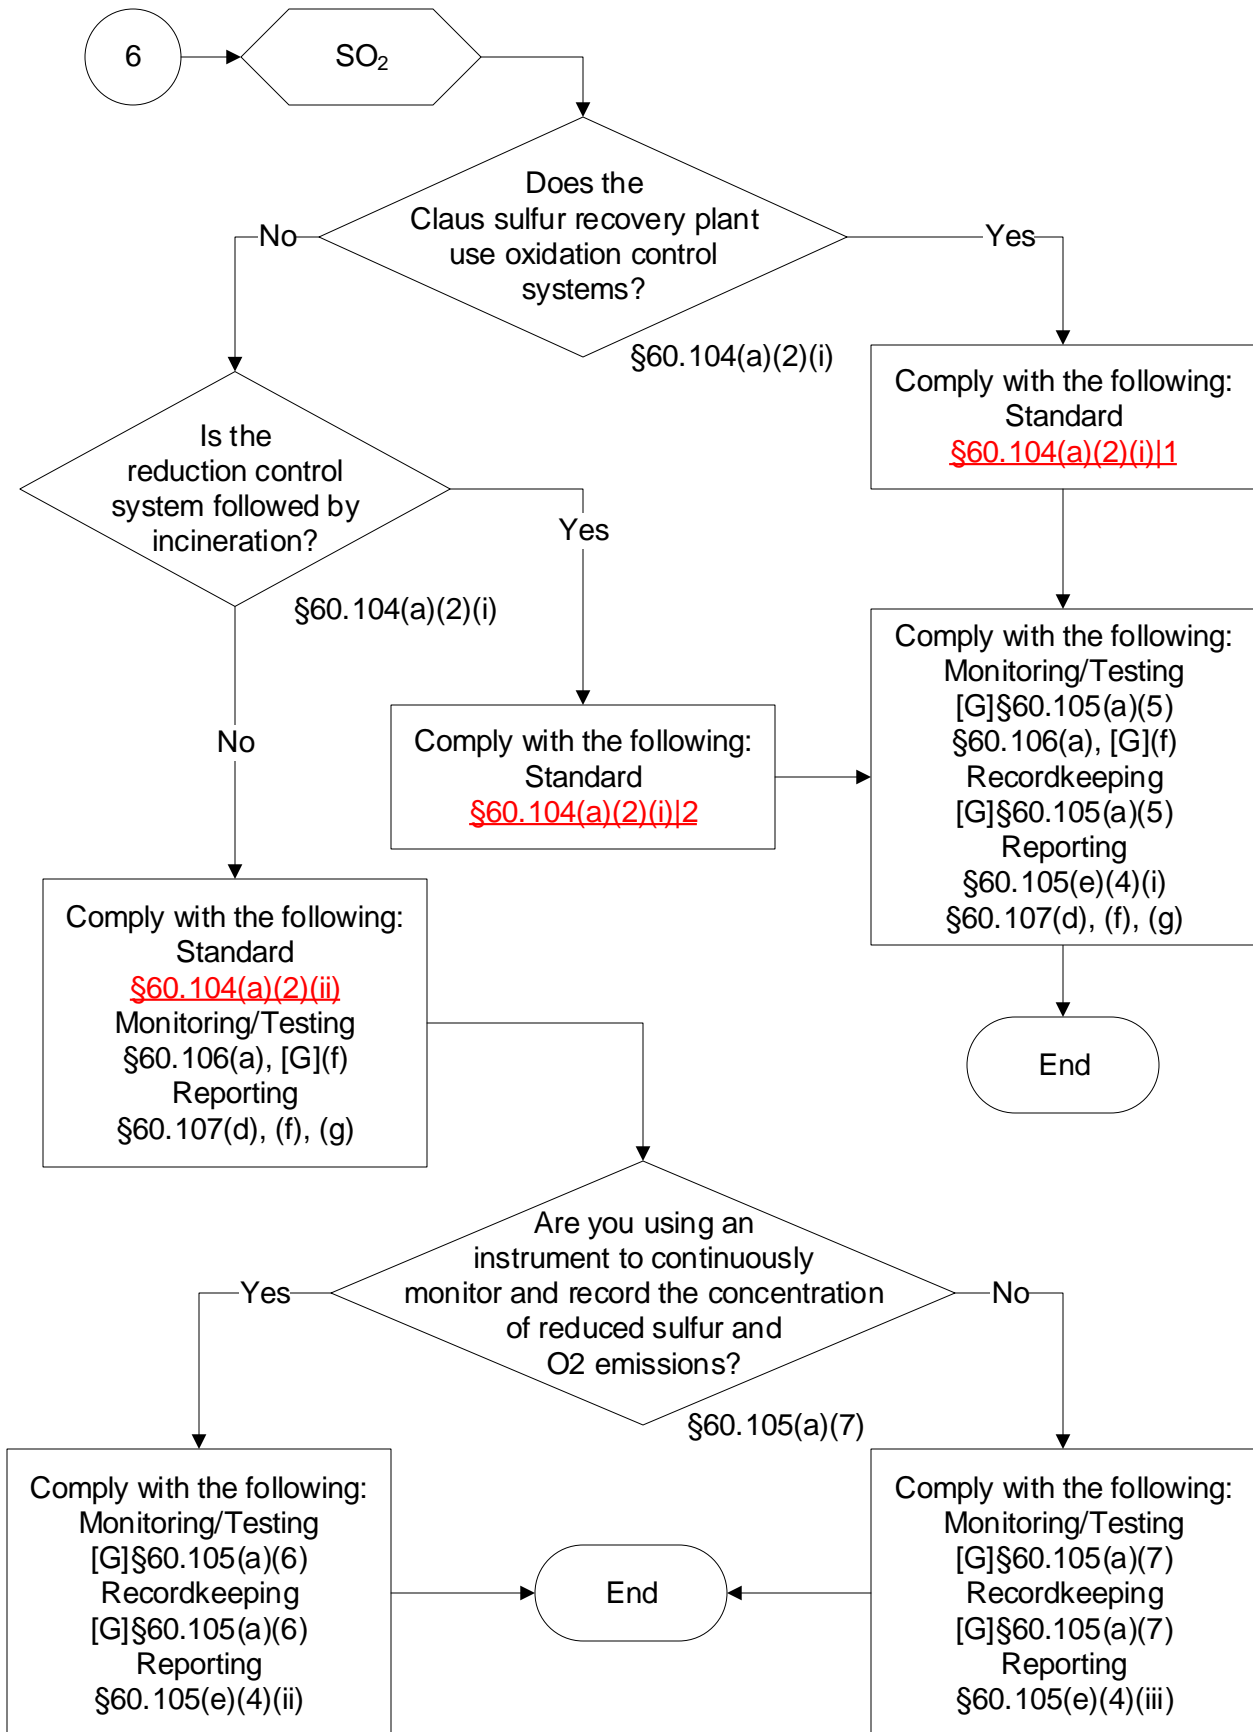 6
SO₂
Does the
Claus sulfur recovery plant
use oxidation control
systems?
No
Yes
§60.104(a)(2)(i)
Comply with the following:
Standard
§60.104(a)(2)(i)|1
Is the
reduction control
system followed by
incineration?
Yes
§60.104(a)(2)(i)
No
Comply with the following:
Standard
§60.104(a)(2)(i)|2
Comply with the following:
Monitoring/Testing
[G]§60.105(a)(5)
§60.106(a), [G](f)
Recordkeeping
[G]§60.105(a)(5)
Reporting
§60.105(e)(4)(i)
§60.107(d), (f), (g)
End
Comply with the following:
Standard
§60.104(a)(2)(ii)
Monitoring/Testing
§60.106(a), [G](f)
Reporting
§60.107(d), (f), (g)
Are you using an
instrument to continuously
monitor and record the concentration
of reduced sulfur and
O2 emissions?
Yes
No
§60.105(a)(7)
Comply with the following:
Monitoring/Testing
[G]§60.105(a)(6)
Recordkeeping
[G]§60.105(a)(6)
Reporting
§60.105(e)(4)(ii)
End
Comply with the following:
Monitoring/Testing
[G]§60.105(a)(7)
Recordkeeping
[G]§60.105(a)(7)
Reporting
§60.105(e)(4)(iii)